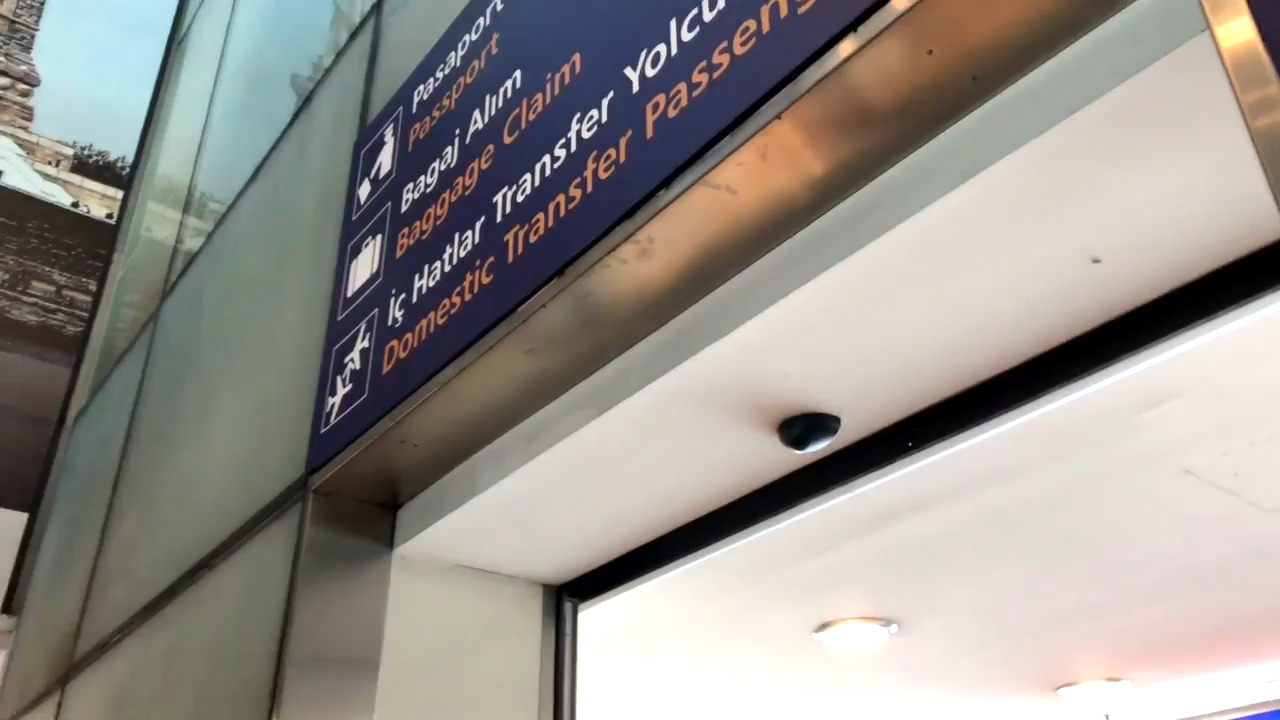 Pasaport
Passport
Bagaj Alım
Baggage Claim
İç Hatlar Transfer
Domestic Transfer